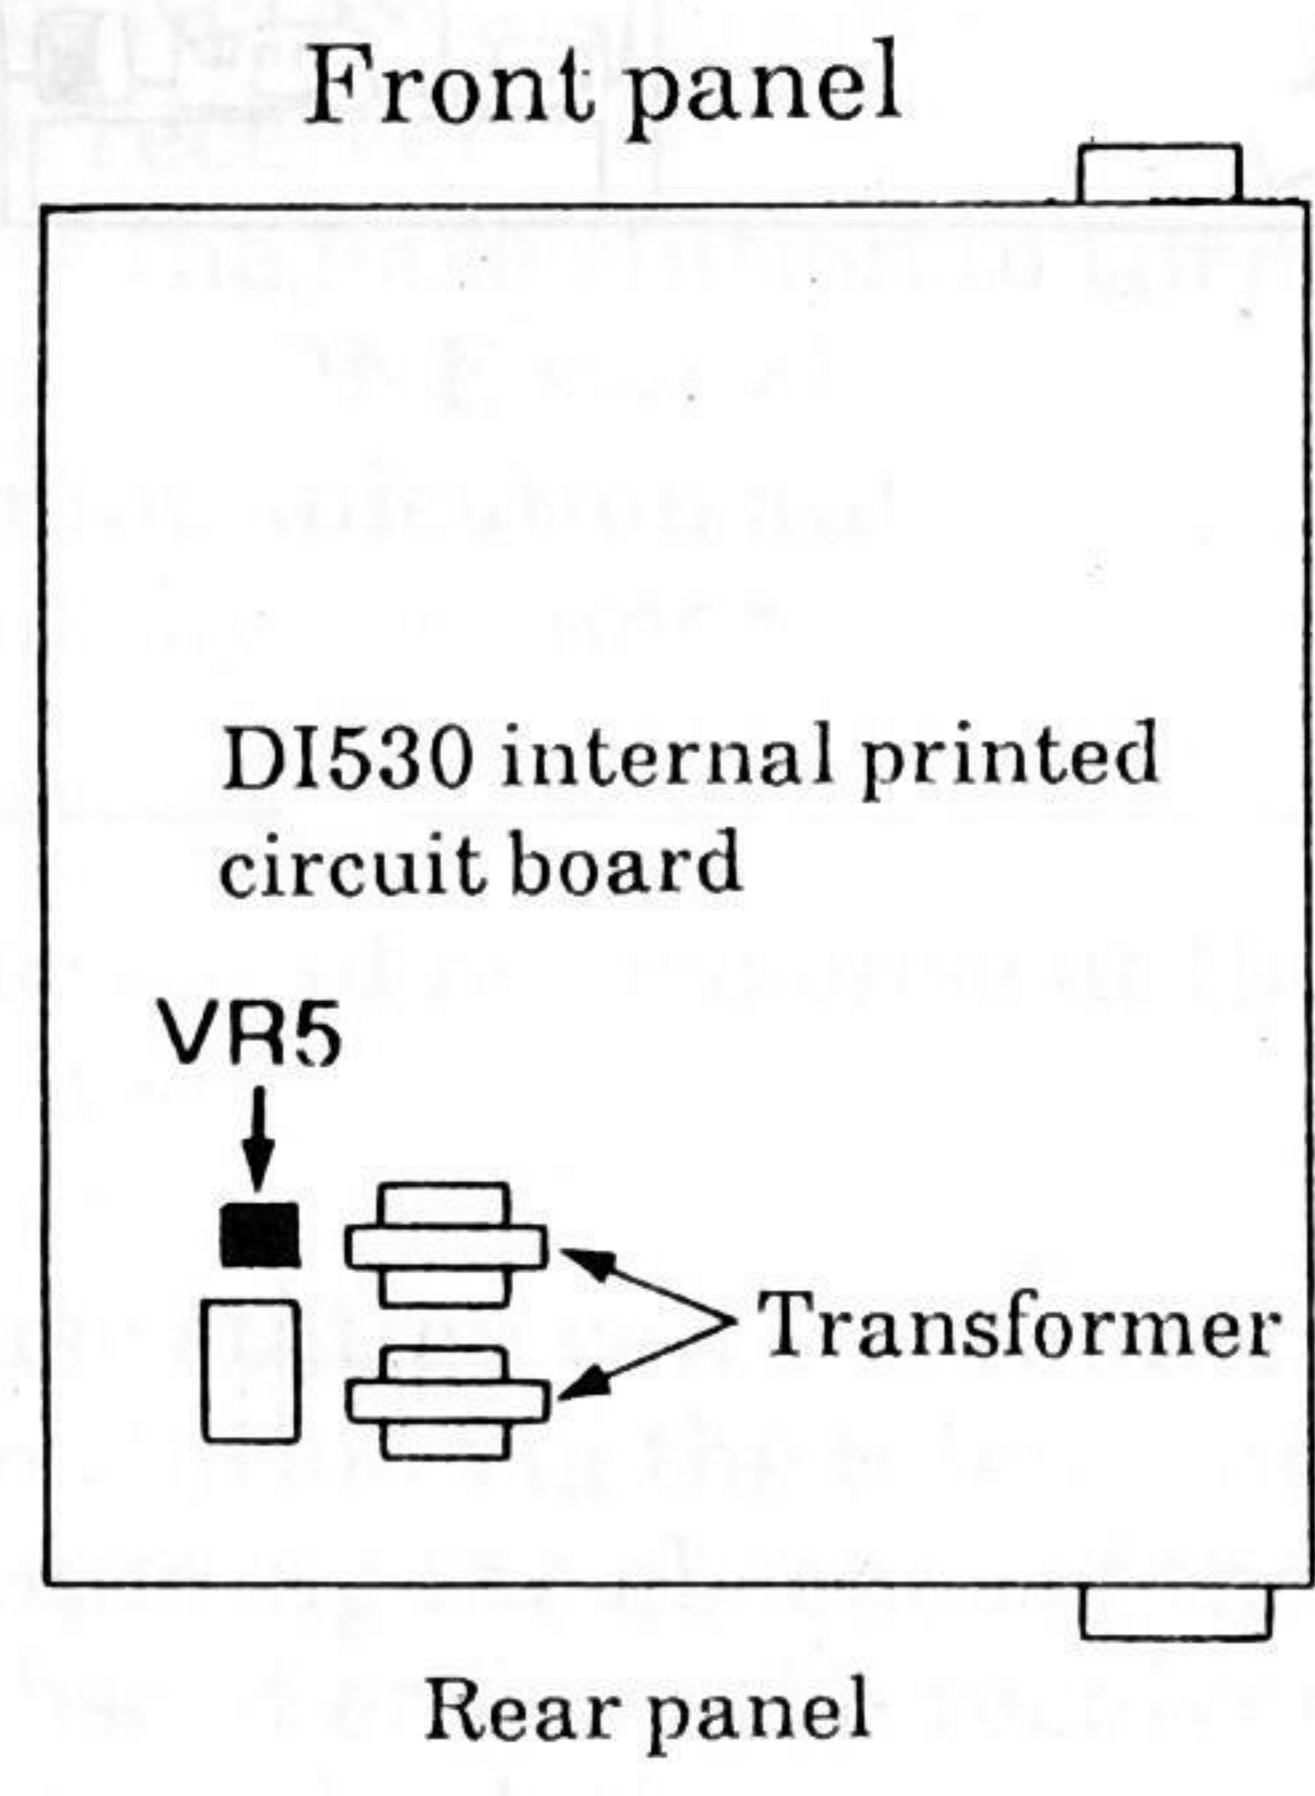 Front panel
DI530 internal printed
circuit board
VR5
Transformer
Rear panel